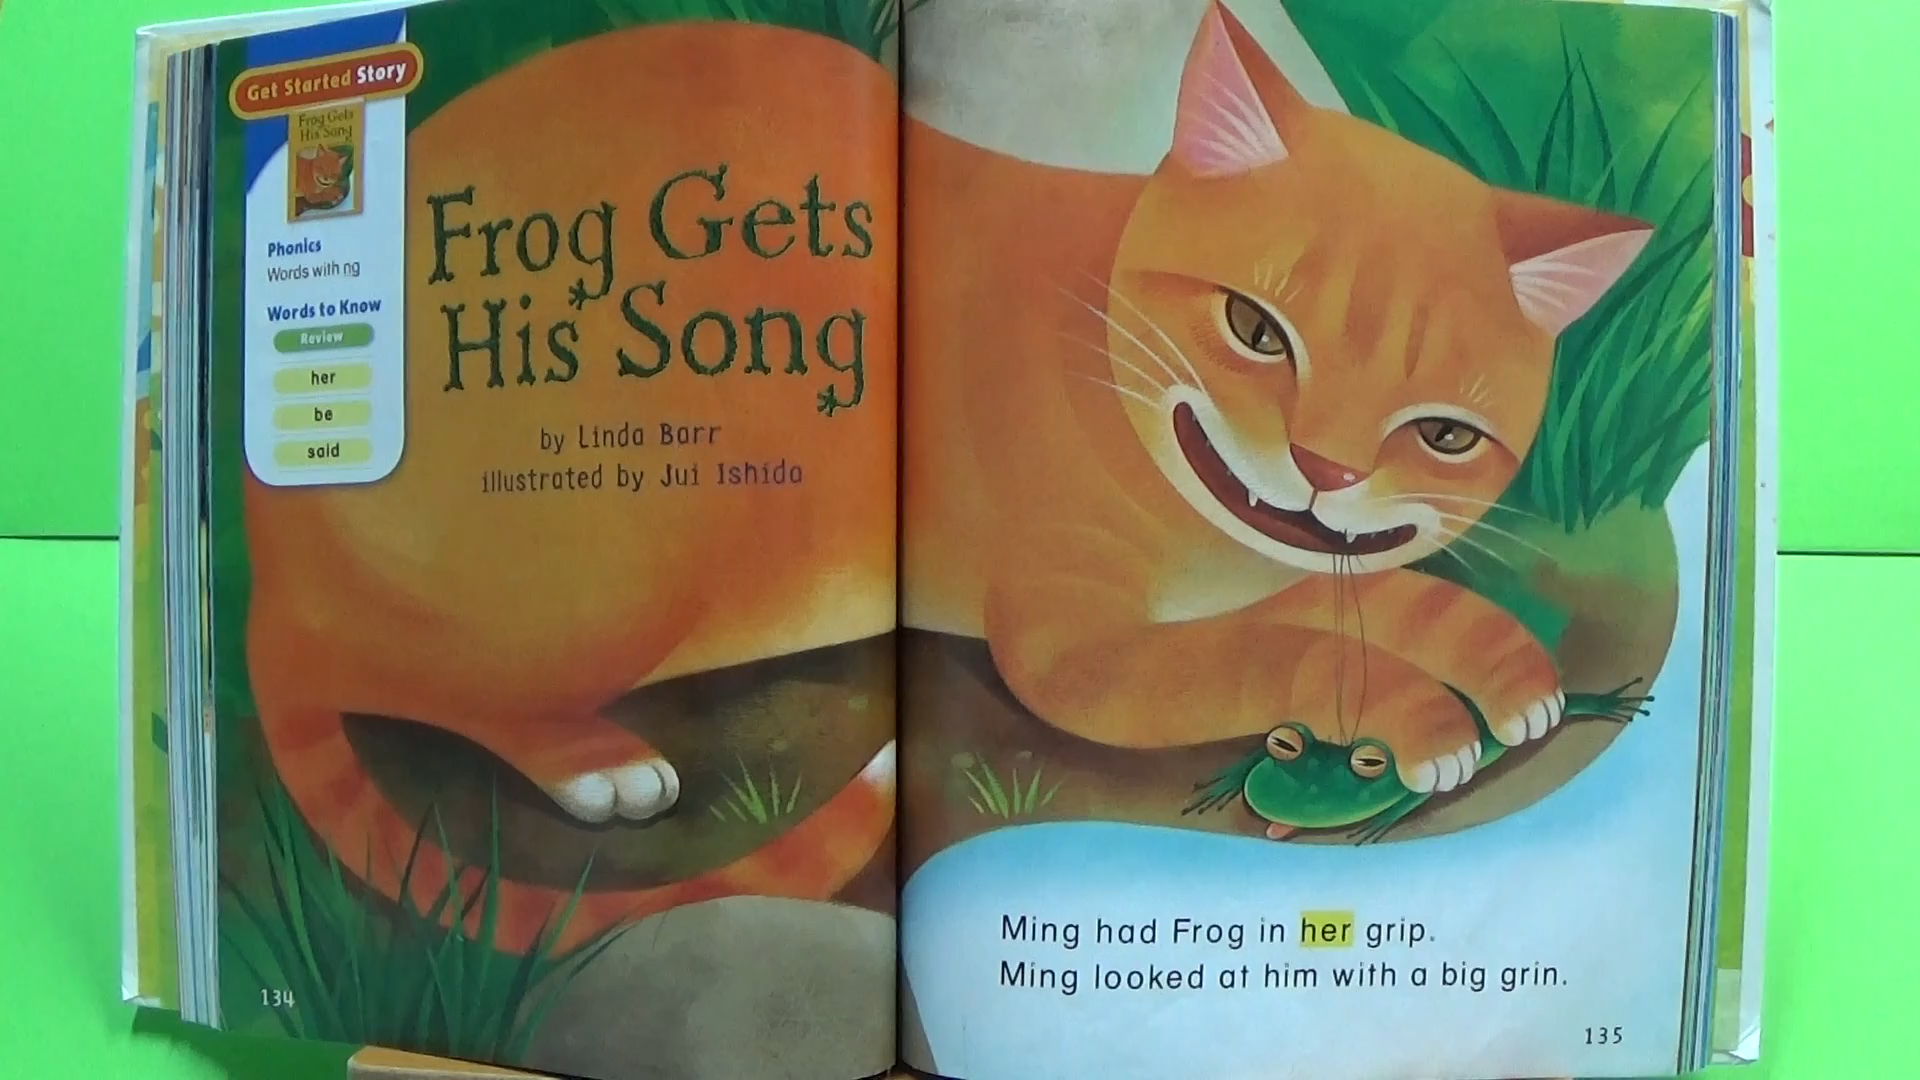 Get Started Story
Frog Gets
His Song
Phonics
Words with ng
Words to Know
Review
her
be
said
Frog Gets
His Song
by Linda Barr
illustrated by Jui Ishida
134
Ming had Frog in her grip.
Ming looked at him with a big grin.
135